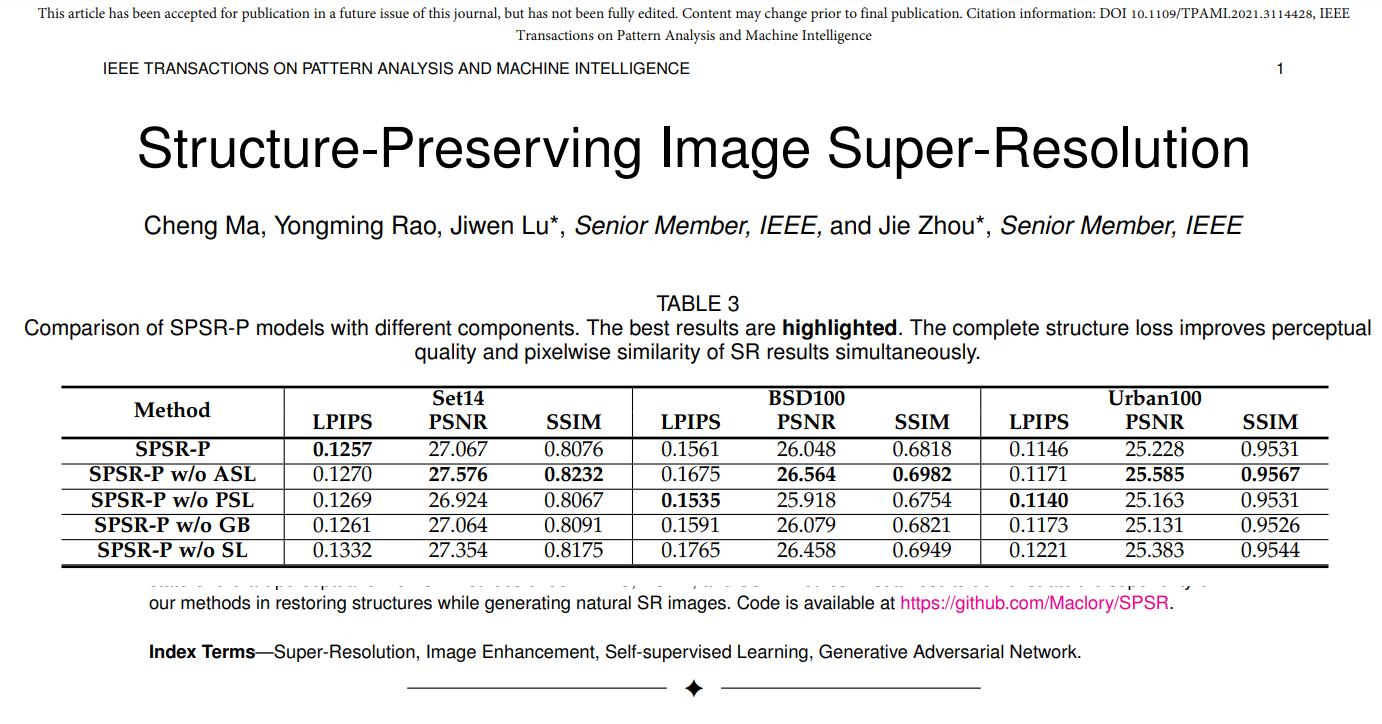 This article has been accepted for publication in a future issue of this journal, but has not been fully edited. Content may change prior to final publication. Citation information: DOI 10.1109/TPAMI.2021.3114428, IEEE
Transactions on Pattern Analysis and Machine Intelligence
IEEE TRANSACTIONS ON PATTERN ANALYSIS AND MACHINE INTELLIGENCE 1
Structure-Preserving Image Super-Resolution
Cheng Ma, Yongming Rao, Jiwen Lu*, Senior Member, IEEE, and Jie Zhou*, Senior Member, IEEE
TABLE 3
Comparison of SPSR-P models with different components. The best results are highlighted. The complete structure loss improves perceptual
quality and pixelwise similarity of SR results simultaneously.
Method Set14 BSD100 Urban100
LPIPS PSNR SSIM LPIPS PSNR SSIM LPIPS PSNR SSIM
SPSR-P 0.1257 27.067 0.8076 0.1561 26.048 0.6818 0.1146 25.228 0.9531
SPSR-P w/o ASL 0.1270 27.576 0.8232 0.1675 26.564 0.6982 0.1171 25.585 0.9567
SPSR-P w/o PSL 0.1269 26.924 0.8067 0.1535 25.918 0.6754 0.1140 25.163 0.9531
SPSR-P w/o GB 0.1261 27.064 0.8091 0.1591 26.079 0.6821 0.1173 25.131 0.9526
SPSR-P w/o SL 0.1332 27.354 0.8175 0.1765 26.458 0.6949 0.1221 25.383 0.9544
our methods in restoring structures while generating natural SR images. Code is available at https://github.com/Maclory/SPSR.
Index Terms—Super-Resolution, Image Enhancement, Self-supervised Learning, Generative Adversarial Network.